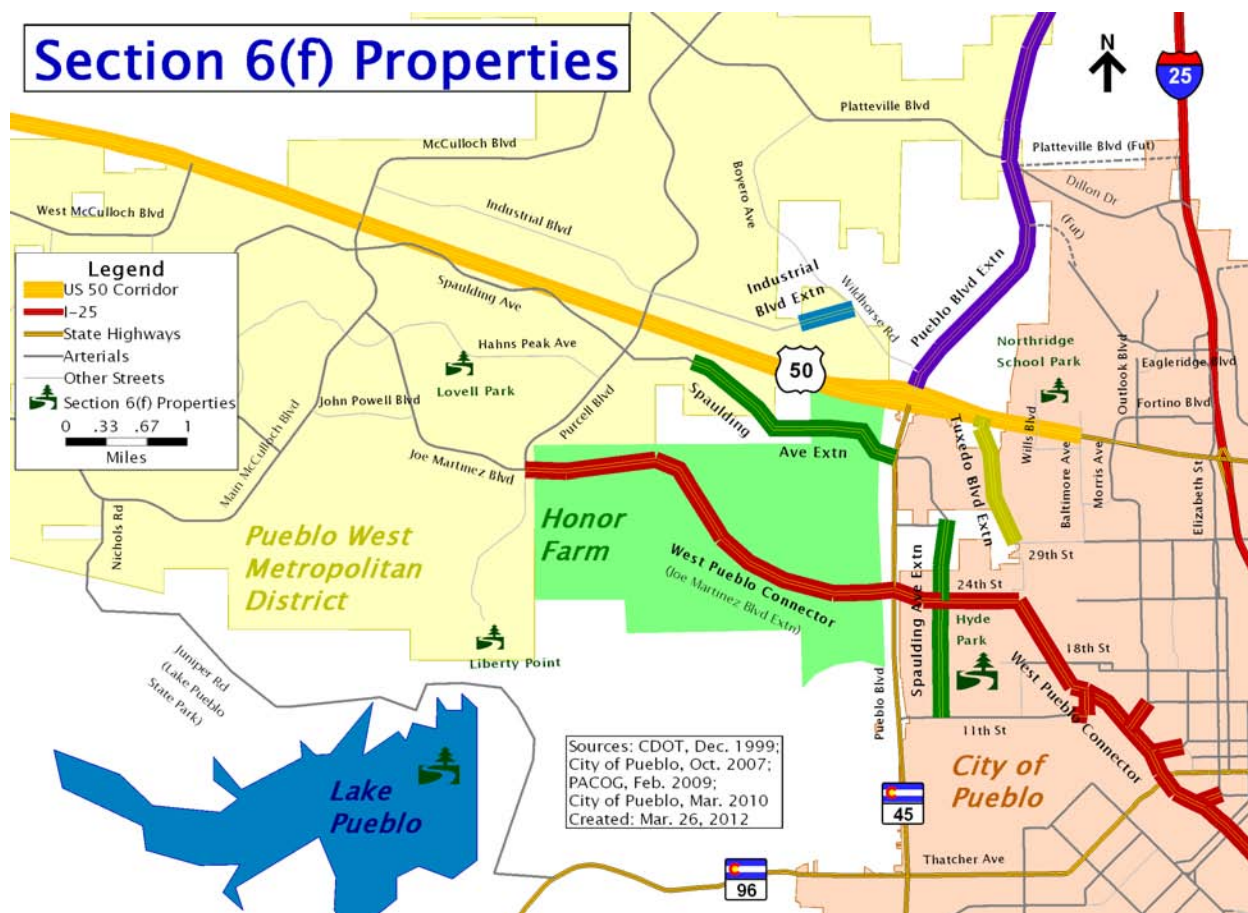 Section 6(f) Properties
N
25
Platteville Blvd
McCulloch Blvd
Platteville Blvd (Fut)
Boyero Ave
Dillon Dr
West McCulloch Blvd
Industrial Blvd
(Fut)
Legend
US 50 Corridor
I-25
State Highways
Arterials
Other Streets
Section 6(f) Properties
0 .33 .67 1
Miles
Spaulding Ave
Industrial
Blvd Extn
Wildhorse Rd
Pueblo Blvd Extn
Northridge
School Park
Outlook Blvd
Eagleridge Blvd
Fortino Blvd
Hahns Peak Ave
Lovell Park
50
John Powell Blvd
Purcell Blvd
Spaulding
Ave Extn
Tuxedo Blvd Extn
Wills Blvd
Baltimore Ave
Morris Ave
Elizabeth St
Main McCulloch Blvd
Joe Martinez Blvd
Nichols Rd
Pueblo West
Metropolitan
District
Honor
Farm
West Pueblo Connector
(Joe Martinez Blvd Extn)
29th St
24th St
Spaulding Ave Extn
Hyde
Park
18th St
Liberty Point
Juniper Rd
(Lake Pueblo
State Park)
Pueblo Blvd
11th St
West Pueblo Connector
Lake
Pueblo
Sources: CDOT, Dec. 1999;
City of Pueblo, Oct. 2007;
PACOG, Feb. 2009;
City of Pueblo, Mar. 2010
Created: Mar. 26, 2012
City of
Pueblo
45
Thatcher Ave
96